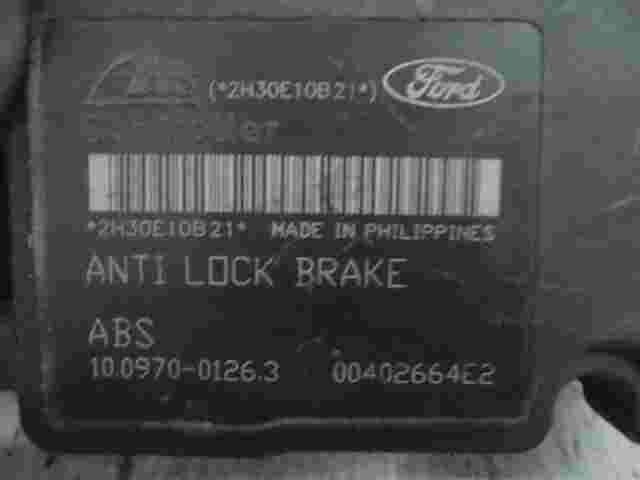 (*2H30E10B21*) Ford
*2H30E10B21* MADE IN PHILIPPINES
ANTI LOCK BRAKE
ABS
10.0970-0126.3 00402664E2